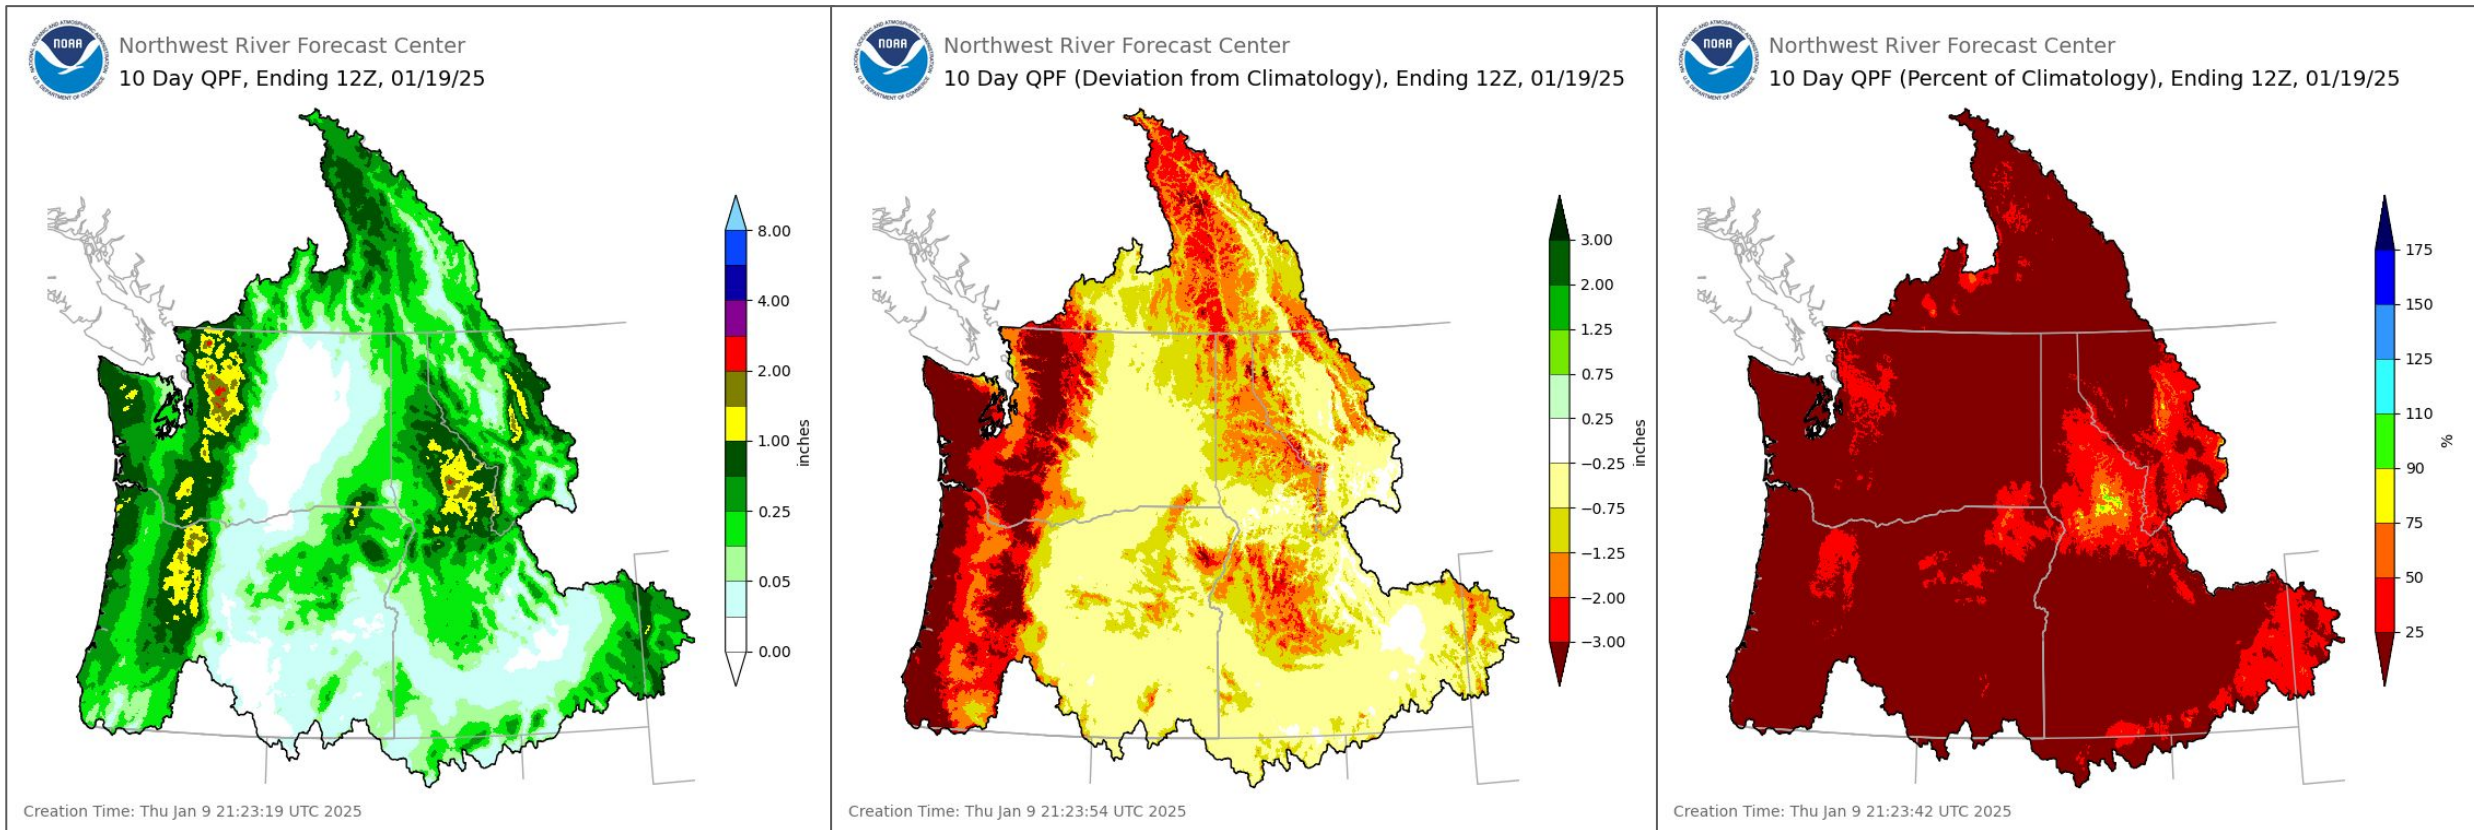 NOAA
Northwest River Forecast Center
10 Day QPF, Ending 12Z, 01/19/25
8.00
4.00
2.00
1.00
0.25
0.05
0.00
inches
Creation Time: Thu Jan 9 21:23:19 UTC 2025
NOAA
Northwest River Forecast Center
10 Day QPF (Deviation from Climatology), Ending 12Z, 01/19/25
3.00
2.00
1.25
0.75
0.25
−0.25
−0.75
−1.25
−2.00
−3.00
inches
Creation Time: Thu Jan 9 21:23:54 UTC 2025
NOAA
Northwest River Forecast Center
10 Day QPF (Percent of Climatology), Ending 12Z, 01/19/25
175
150
125
110
90
75
50
25
%
Creation Time: Thu Jan 9 21:23:42 UTC 2025